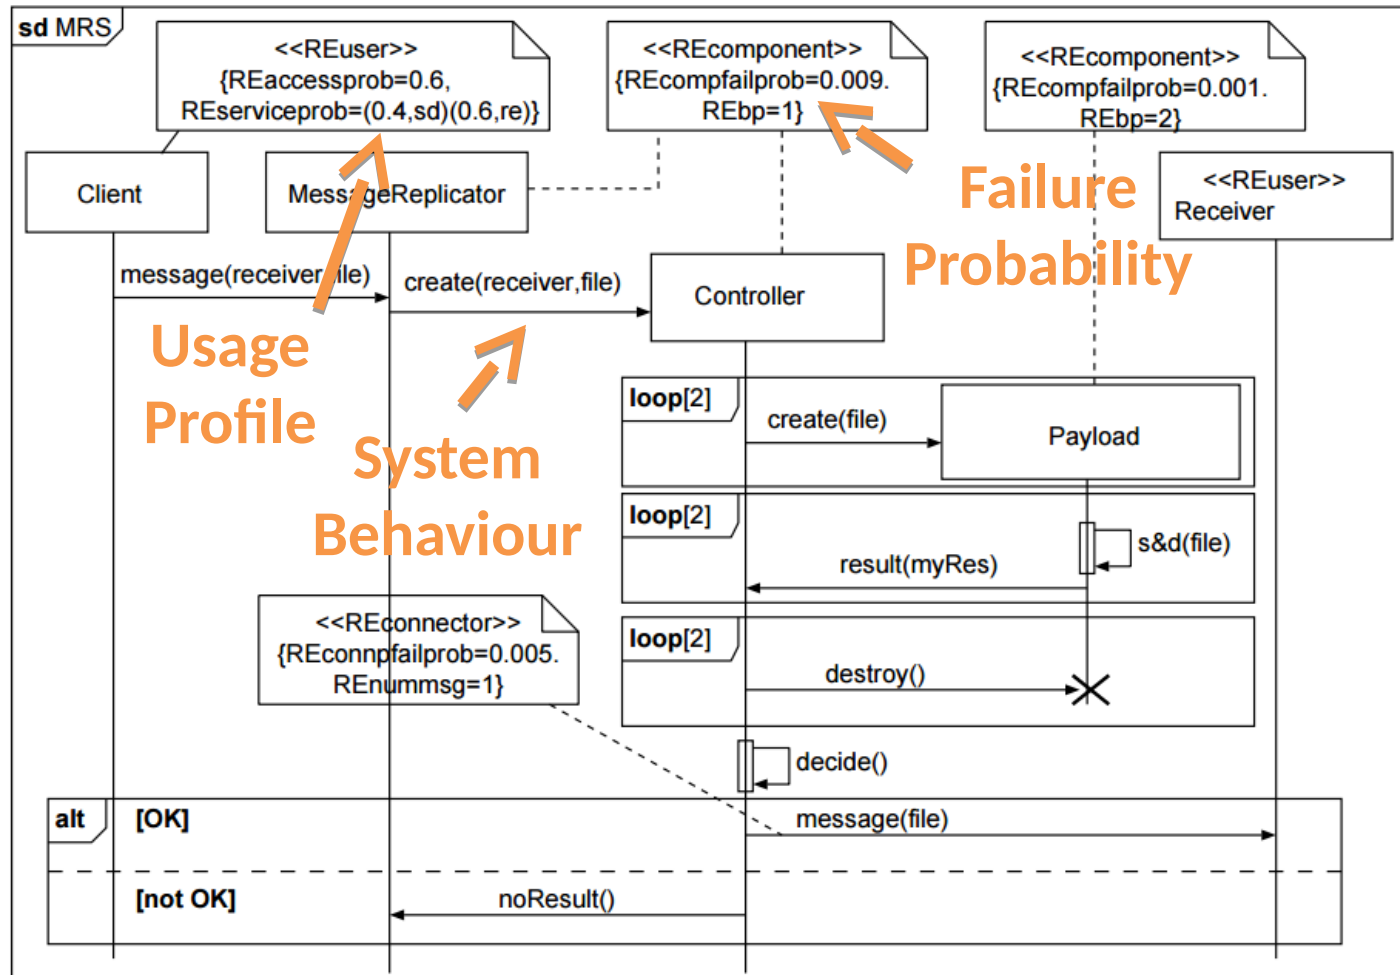 sd MRS
<<REuser>>
{REaccessprob=0.6,
REserviceprob=(0.4,sd)(0.6,re)}
<<REcomponent>>
{REcompfailprob=0.009.
REbp=1}
<<REcomponent>>
{REcompfailprob=0.001.
REbp=2}
Client
MessageReplicator
<<REuser>>
Receiver
Failure
Probability
message(receiver,file)
create(receiver,file)
Controller
Usage
Profile
System
Behaviour
loop[2]
create(file)
Payload
loop[2]
s&d(file)
result(myRes)
<<REconnector>>
{REconnpfailprob=0.005.
REnummsg=1}
loop[2]
destroy()
decide()
alt
[OK]
message(file)
[not OK]
noResult()